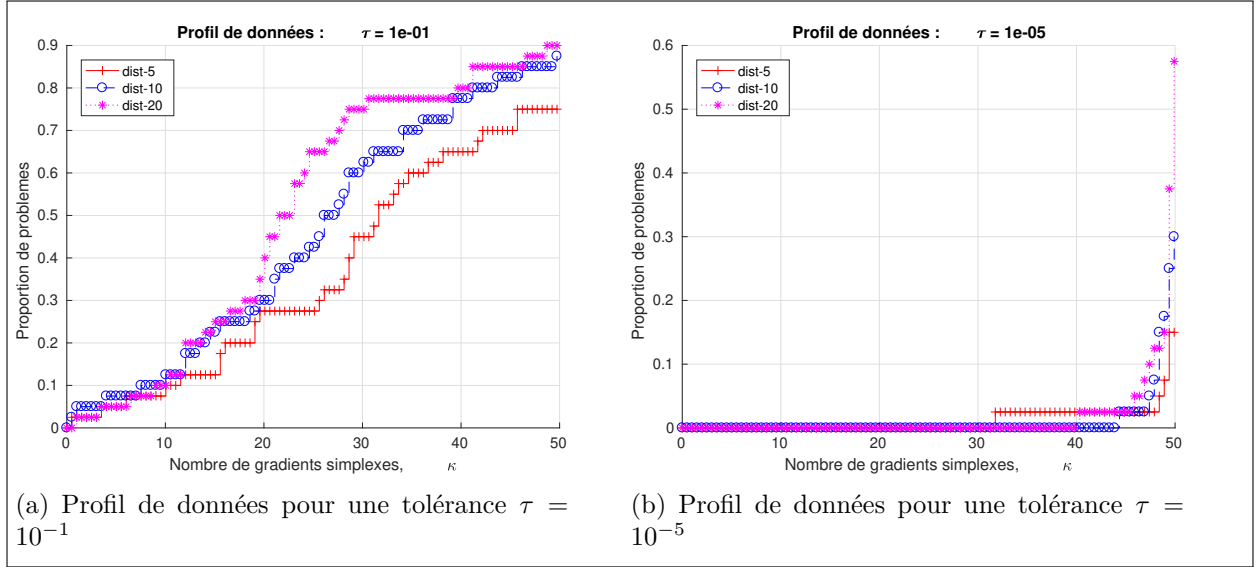 Profil de données : τ = 1e-01
0.9
0.8
0.7
0.6
0.5
0.4
0.3
0.2
0.1
0
Proportion de problemes
dist-5
dist-10
dist-20
0 10 20 30 40 50
Nombre de gradients simplexes, κ
(a) Profil de données pour une tolérance τ =
10⁻¹
Profil de données : τ = 1e-05
0.6
0.5
0.4
0.3
0.2
0.1
0
Proportion de problemes
dist-5
dist-10
dist-20
0 10 20 30 40 50
Nombre de gradients simplexes, κ
(b) Profil de données pour une tolérance τ =
10⁻⁵